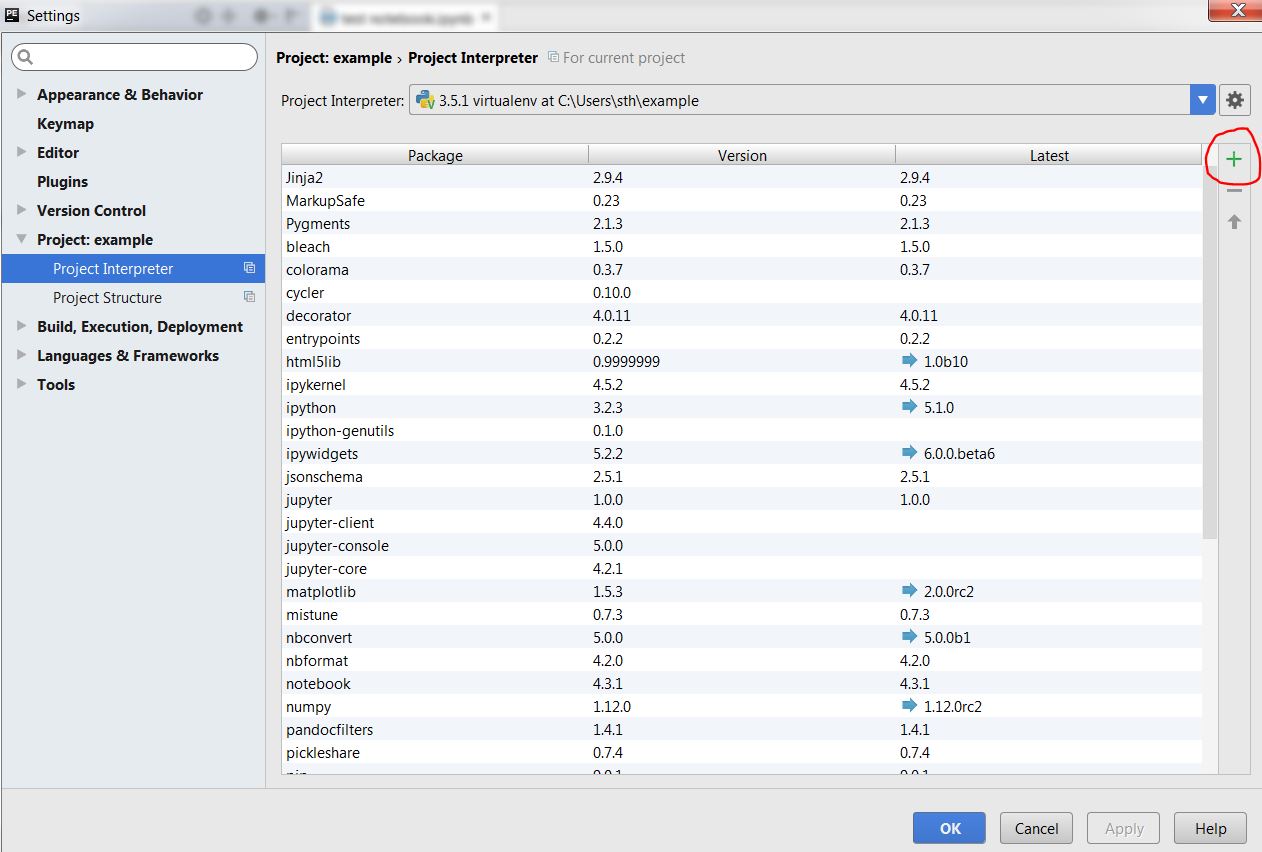 Settings
Project: example › Project Interpreter For current project
Project Interpreter: 3.5.1 virtualenv at C:\Users\sth\example
Appearance & Behavior
Keymap
Editor
Plugins
Version Control
Project: example
Project Interpreter
Project Structure
Build, Execution, Deployment
Languages & Frameworks
Tools
Package Version Latest
Jinja2 2.9.4 2.9.4
MarkupSafe 0.23 0.23
Pygments 2.1.3 2.1.3
bleach 1.5.0 1.5.0
colorama 0.3.7 0.3.7
cycler 0.10.0
decorator 4.0.11 4.0.11
entrypoints 0.2.2 0.2.2
html5lib 0.9999999 1.0b10
ipykernel 4.5.2 4.5.2
ipython 3.2.3 5.1.0
ipython-genutils 0.1.0
ipywidgets 5.2.2 6.0.0.beta6
jsonschema 2.5.1 2.5.1
jupyter 1.0.0 1.0.0
jupyter-client 4.4.0
jupyter-console 5.0.0
jupyter-core 4.2.1
matplotlib 1.5.3 2.0.0rc2
mistune 0.7.3 0.7.3
nbconvert 5.0.0 5.0.0b1
nbformat 4.2.0 4.2.0
notebook 4.3.1 4.3.1
numpy 1.12.0 1.12.0rc2
pandocfilters 1.4.1 1.4.1
pickleshare 0.7.4 0.7.4
OK Cancel Apply Help